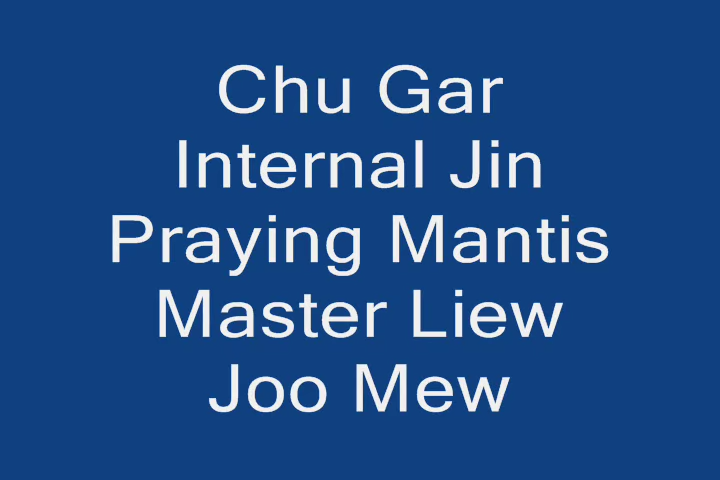 Chu Gar
Internal Jin
Praying Mantis
Master Liew
Joo Mew